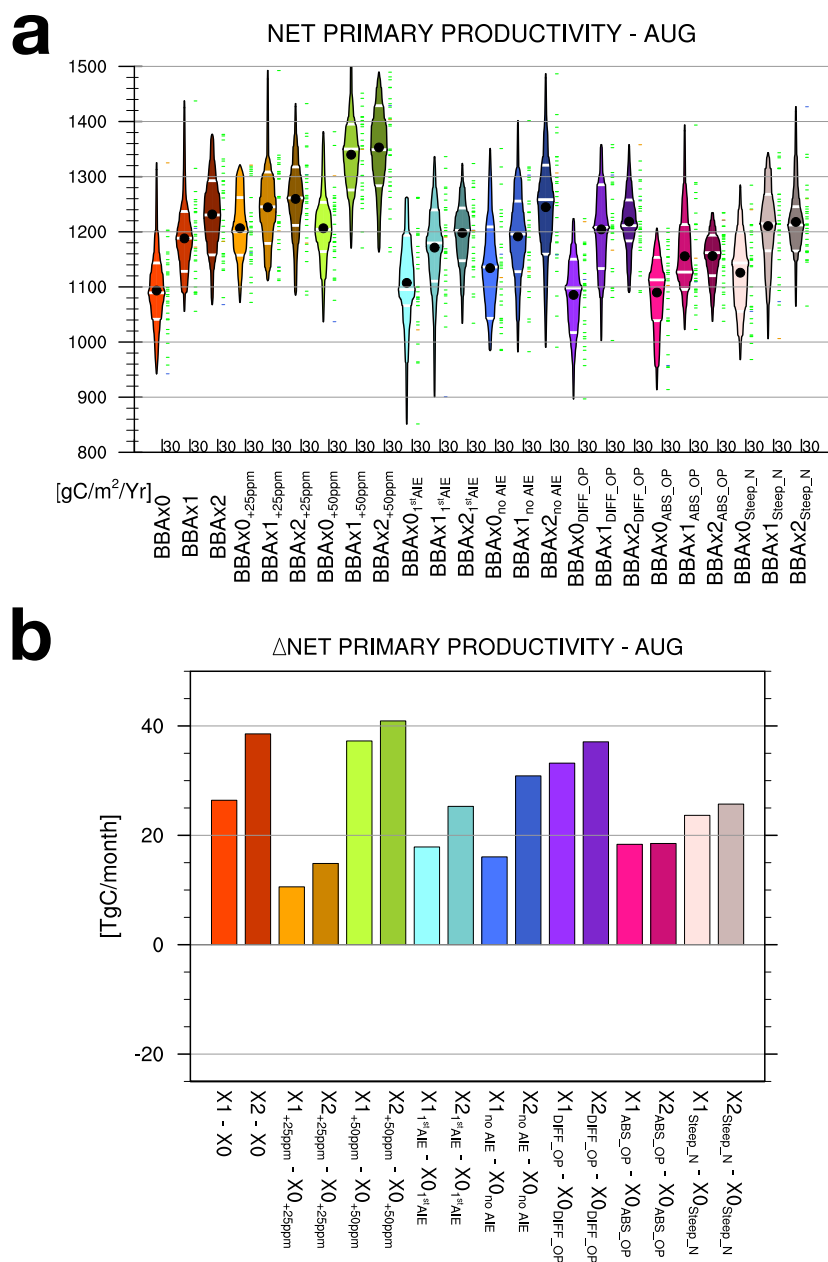 a
NET PRIMARY PRODUCTIVITY - AUG
1500
1400
1300
1200
1100
1000
900
800
30 30 30 30 30 30 30 30 30 30 30 30 30 30 30 30 30 30 30 30 30 30 30 30
[gC/m²/Yr]
BBAx0
BBAx1
BBAx2
BBAx0+25ppm
BBAx1+25ppm
BBAx2+25ppm
BBAx0+50ppm
BBAx1+50ppm
BBAx2+50ppm
BBAx01stAIE
BBAx11stAIE
BBAx21stAIE
BBAx0no AIE
BBAx1no AIE
BBAx2no AIE
BBAx0DIFF_OP
BBAx1DIFF_OP
BBAx2DIFF_OP
BBAx0ABS_OP
BBAx1ABS_OP
BBAx2ABS_OP
BBAx0Steep_N
BBAx1Steep_N
BBAx2Steep_N
b
ΔNET PRIMARY PRODUCTIVITY - AUG
40
20
0
-20
[TgC/month]
X1 - X0
X2 - X0
X1+25ppm - X0+25ppm
X2+25ppm - X0+25ppm
X1+50ppm - X0+50ppm
X2+50ppm - X0+50ppm
X11stAIE - X01stAIE
X21stAIE - X01stAIE
X1no AIE - X0no AIE
X2no AIE - X0no AIE
X1DIFF_OP - X0DIFF_OP
X2DIFF_OP - X0DIFF_OP
X1ABS_OP - X0ABS_OP
X2ABS_OP - X0ABS_OP
X1Steep_N - X0Steep_N
X2Steep_N - X0Steep_N